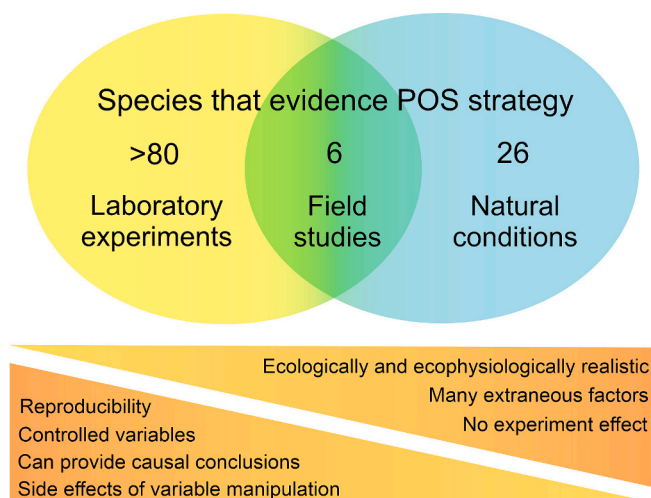 Species that evidence POS strategy
>80 6 26
Laboratory Field Natural
experiments studies conditions
Ecologically and ecophysiologically realistic
Many extraneous factors
No experiment effect
Reproducibility
Controlled variables
Can provide causal conclusions
Side effects of variable manipulation